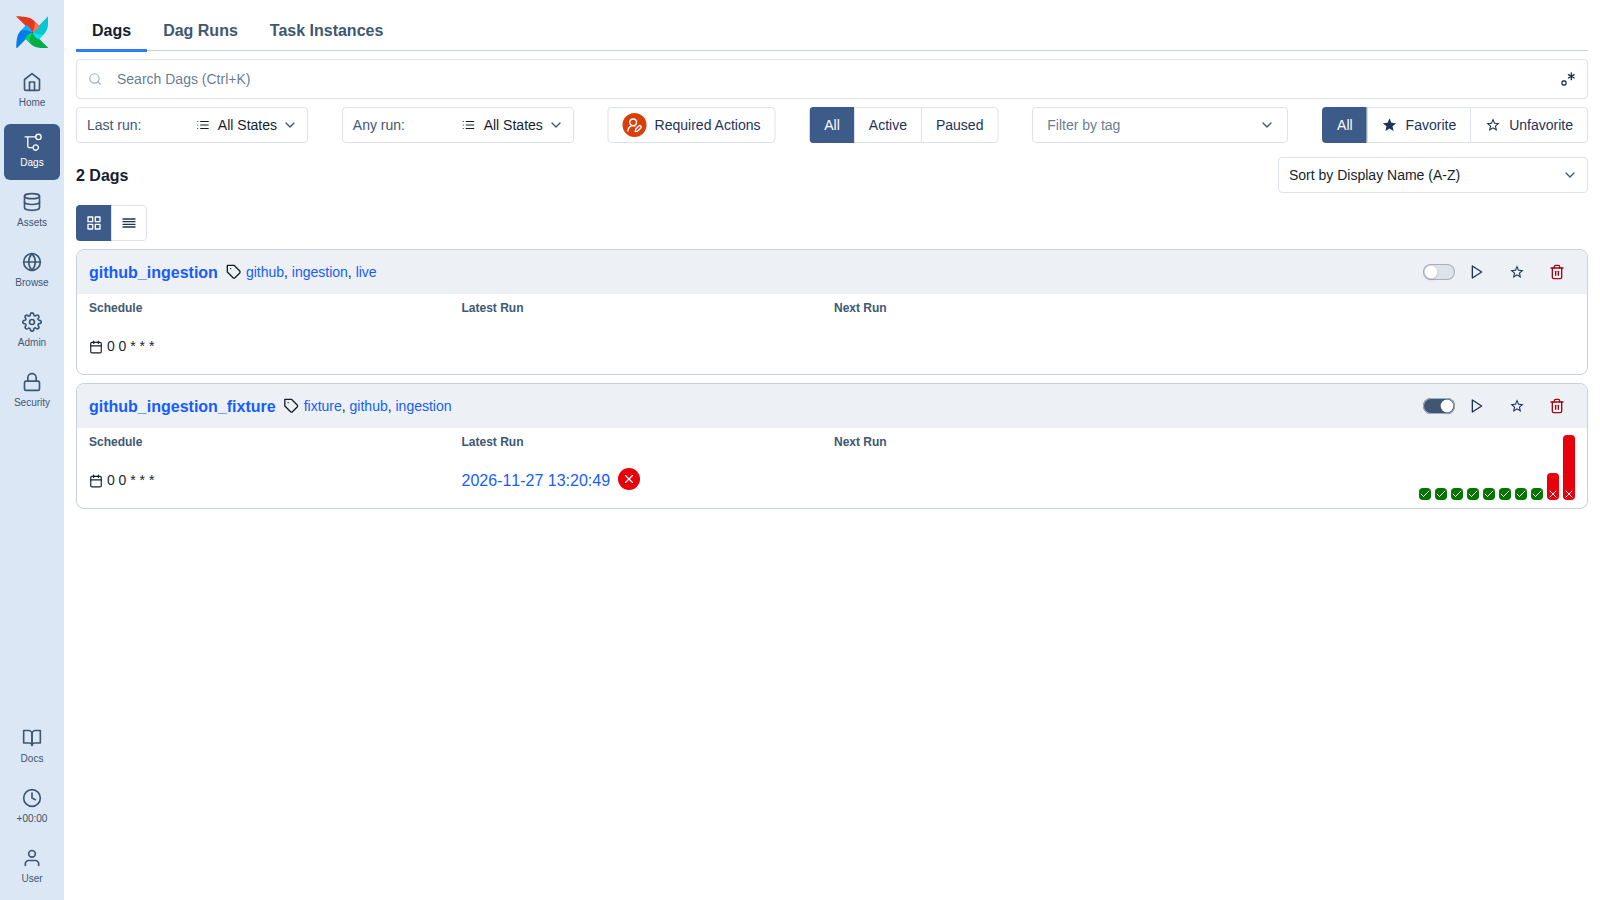 Dags Dag Runs Task Instances
Search Dags (Ctrl+K)
Last run: All States Any run: All States Required Actions All Active Paused Filter by tag All Favorite Unfavorite
2 Dags Sort by Display Name (A-Z)
github_ingestion github, ingestion, live
Schedule Latest Run Next Run
0 0 * * *
github_ingestion_fixture fixture, github, ingestion
Schedule Latest Run Next Run
0 0 * * * 2026-11-27 13:20:49
Home
Dags
Assets
Browse
Admin
Security
Docs
+00:00
User